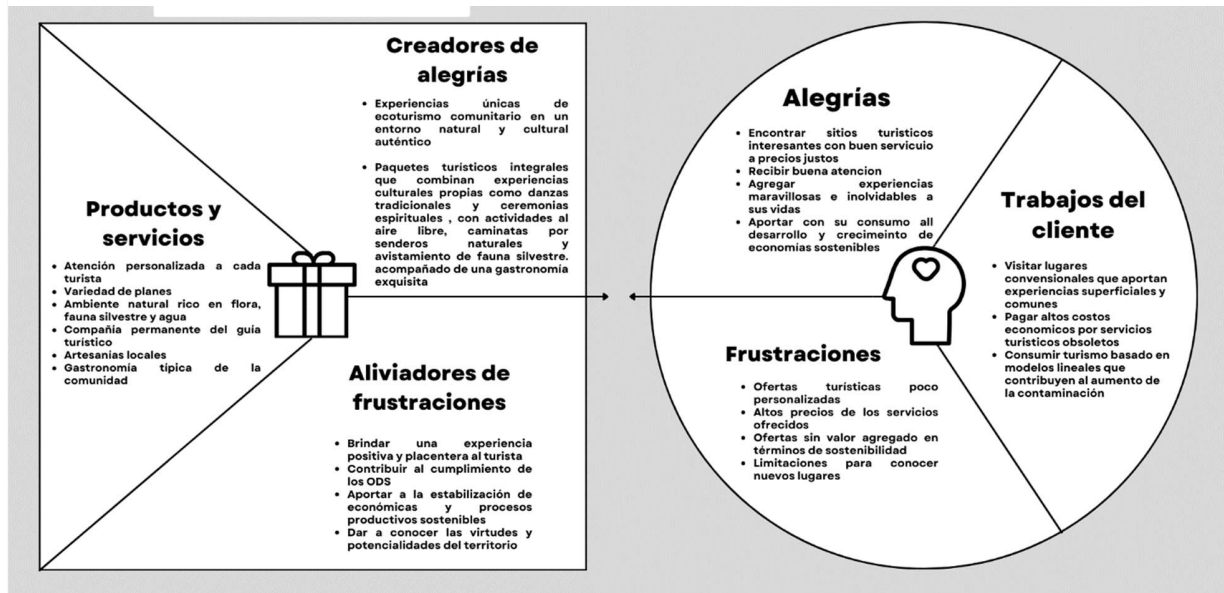 Creadores de
alegrías
• Experiencias únicas de
ecoturismo comunitario en un
entorno natural y cultural
auténtico
• Paquetes turísticos integrales
que combinan experiencias
culturales propias como danzas
tradicionales y ceremonias
espirituales , con actividades al
aire libre, caminatas por
senderos naturales y
avistamiento de fauna silvestre.
acompañado de una gastronomía
exquisita
Productos y
servicios
• Atención personalizada a cada
turista
• Variedad de planes
• Ambiente natural rico en flora,
fauna silvestre y agua
• Compañía permanente del guía
turístico
• Artesanías locales
• Gastronomía típica de la
comunidad
Aliviadores de
frustraciones
• Brindar una experiencia
positiva y placentera al turista
• Contribuir al cumplimiento de
los ODS
• Aportar a la estabilización de
económicas y procesos
productivos sostenibles
• Dar a conocer las virtudes y
potencialidades del territorio
Alegrías
• Encontrar sitios turisticos
interesantes con buen serviculo
a precios justos
• Recibir buena atencion
• Agregar experiencias
maravillosas e inolvidables a
sus vidas
• Aportar con su consumo all
desarrollo y crecimeinto de
economías sostenibles
Trabajos del
cliente
• Visitar lugares
convensionales que aportan
experiencias superficiales y
comunes
• Pagar altos costos
economicos por servicios
turisticos obsoletos
• Consumir turismo basado en
modelos lineales que
contribuyen al aumento de
la contaminación
Frustraciones
• Ofertas turísticas poco
personalizadas
• Altos precios de los servicios
ofrecidos
• Ofertas sin valor agregado en
términos de sostenibilidad
• Limitaciones para conocer
nuevos lugares